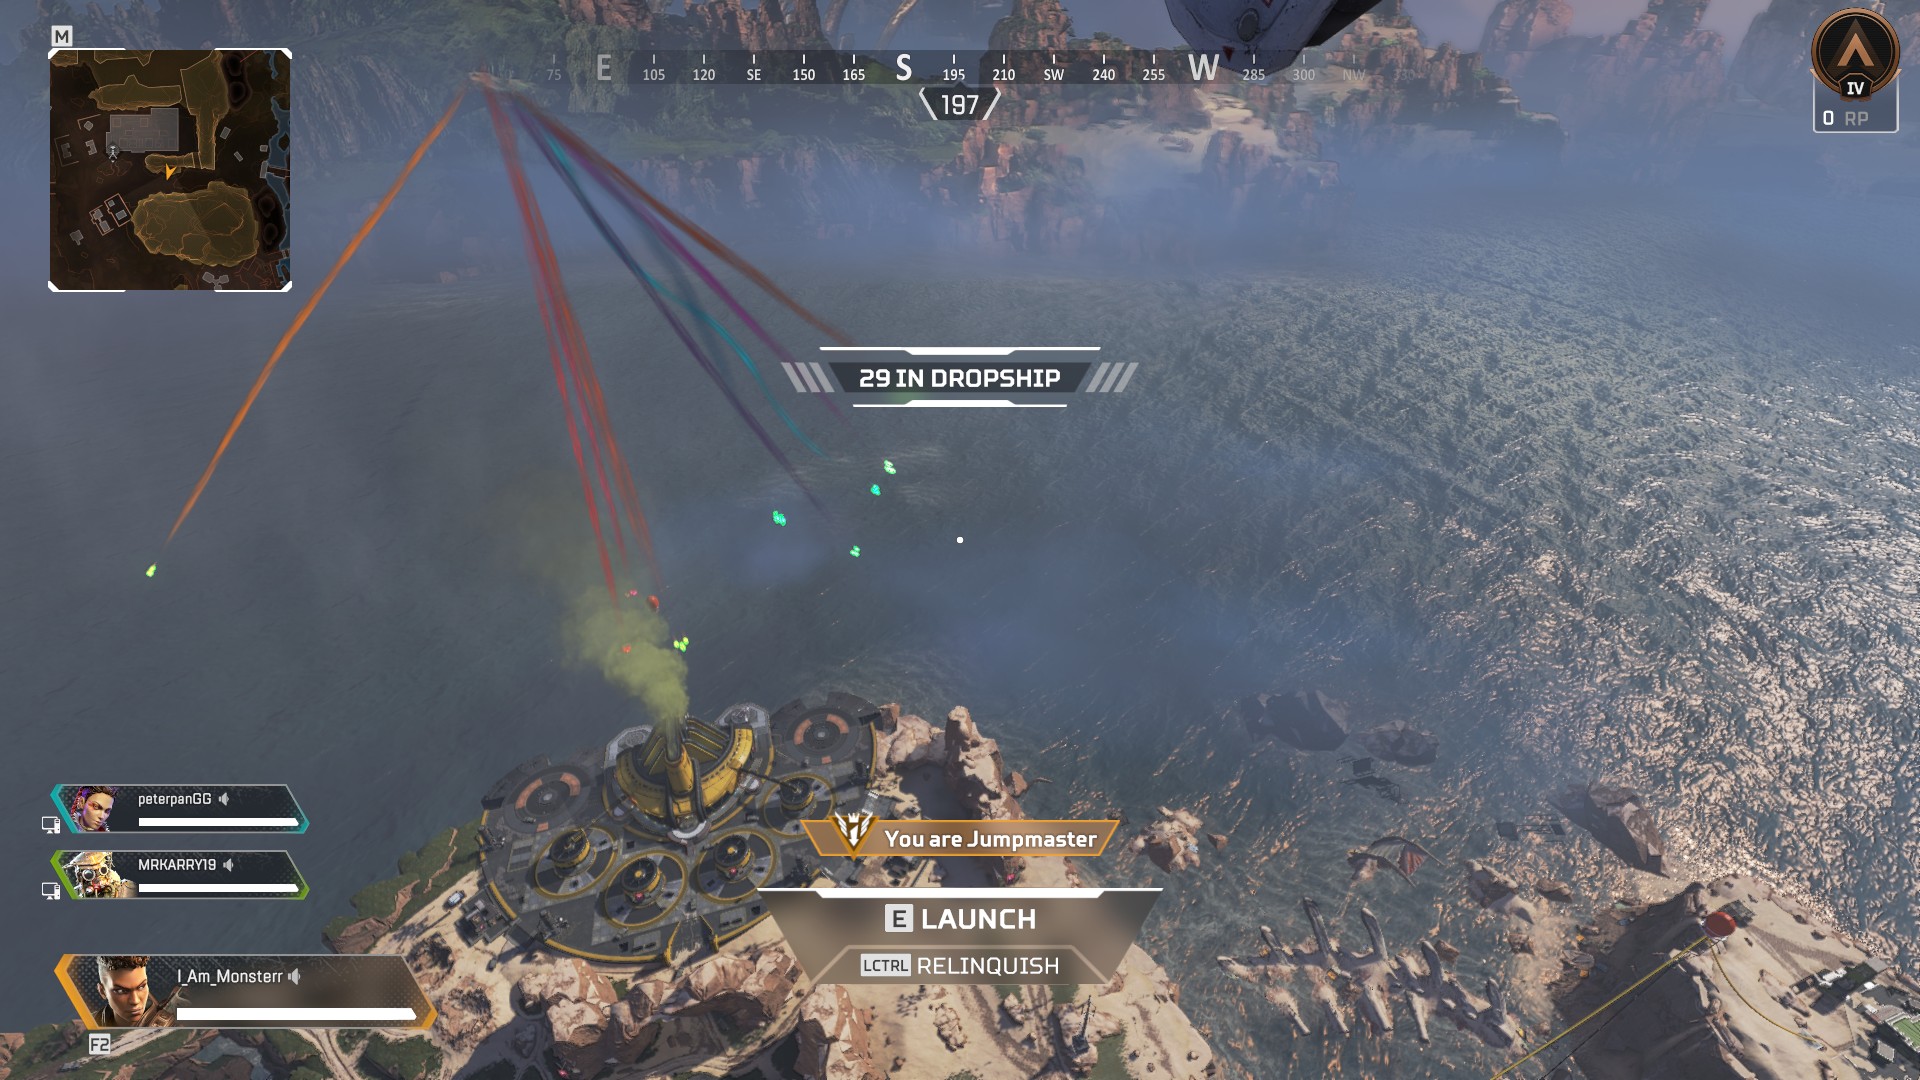 M
75 E 105 120 SE 150 165 S 195 210 SW 240 255 W 285 300 NW 330
197
IV
0 RP
29 IN DROPSHIP
peterpanGG
MRKARRY19
You are Jumpmaster
E LAUNCH
LCTRL RELINQUISH
I_Am_Monsterr
F2